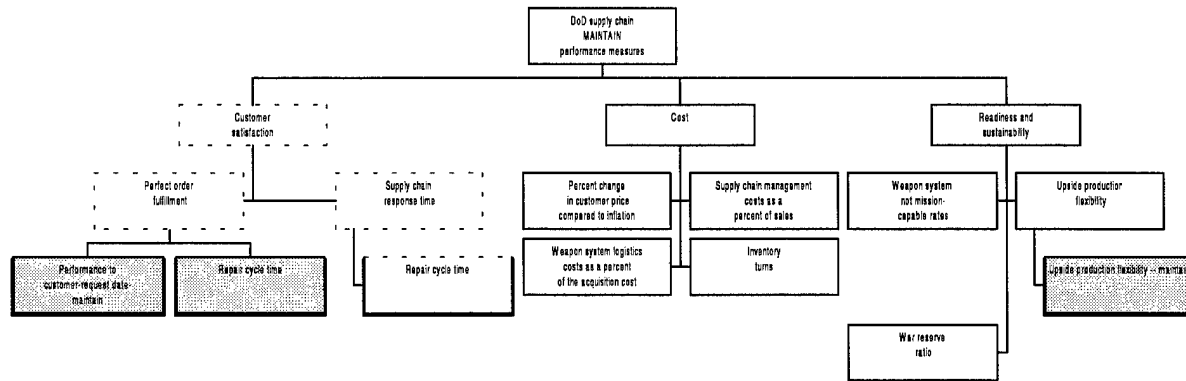 DoD supply chain
MAINTAIN
performance measures
Customer
satisfaction
Cost
Readiness and
sustainability
Perfect order
fulfillment
Supply chain
response time
Percent change
in customer price
compared to inflation
Supply chain management
costs as a
percent of sales
Weapon system
not mission-
capable rates
Upside production
flexibility
Performance to
customer-request date-
maintain
Repair cycle time
Repair cycle time
Weapon system logistics
costs as a percent
of the acquisition cost
Inventory
turns
Upside production flexibility -- maintain
War reserve
ratio